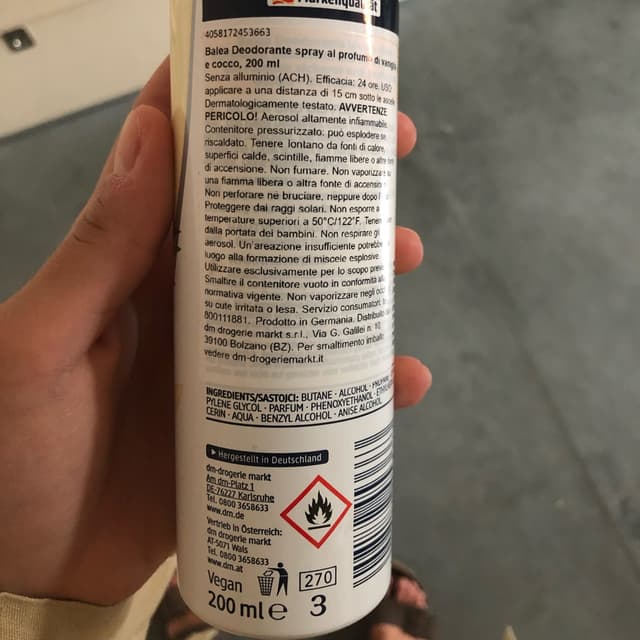 Markenqualität
4058172453663
Balea Deodorante spray al profumo di vaniglia
e cocco, 200 ml
Senza alluminio (ACH). Efficacia: 24 ore. USO
applicare a una distanza di 15 cm sotto le ascelle
Dermatologicamente testato. AVVERTENZE
PERICOLO! Aerosol altamente infiammabile.
Contenitore pressurizzato: può esplodere se
riscaldato. Tenere lontano da fonti di calore,
superfici calde, scintille, fiamme libere o altre
di accensione. Non fumare. Non vaporizzare
una fiamma libera o altra fonte di accensione
Non perforare né bruciare, neppure dopo
Proteggere dai raggi solari. Non esporre a
temperature superiori a 50°C/122°F. Tenere
dalla portata dei bambini. Non respirare gli
aerosol. Un'areazione insufficiente potrebbe
luogo alla formazione di miscele esplosive.
Utilizzare esclusivamente per lo scopo
Smaltire il contenitore vuoto in conformità alla
normativa vigente. Non vaporizzare negli occhi
su cute irritata o lesa. Servizio consumatori,
800111881. Prodotto in Germania. Distribuito
dm drogerie markt s.r.l., Via G. Galilei n. 10,
39100 Bolzano (BZ). Per smaltimento
vedere dm-drogeriemarkt.it
INGREDIENTS/SASTOJCI: BUTANE · ALCOHOL ·
PYLENE GLYCOL · PARFUM · PHENOXYETHANOL ·
CERIN · AQUA · BENZYL ALCOHOL · ANISE ALCOHOL
Hergestellt in Deutschland
dm-drogerie markt
Am dm-Platz 1
DE-76227 Karlsruhe
Tel. 0800 3658633
www.dm.de
Vertrieb in Österreich:
dm drogerie markt
AT-5071 Wals
Tel. 0800 3658633
www.dm.at
Vegan
270
200 ml e 3